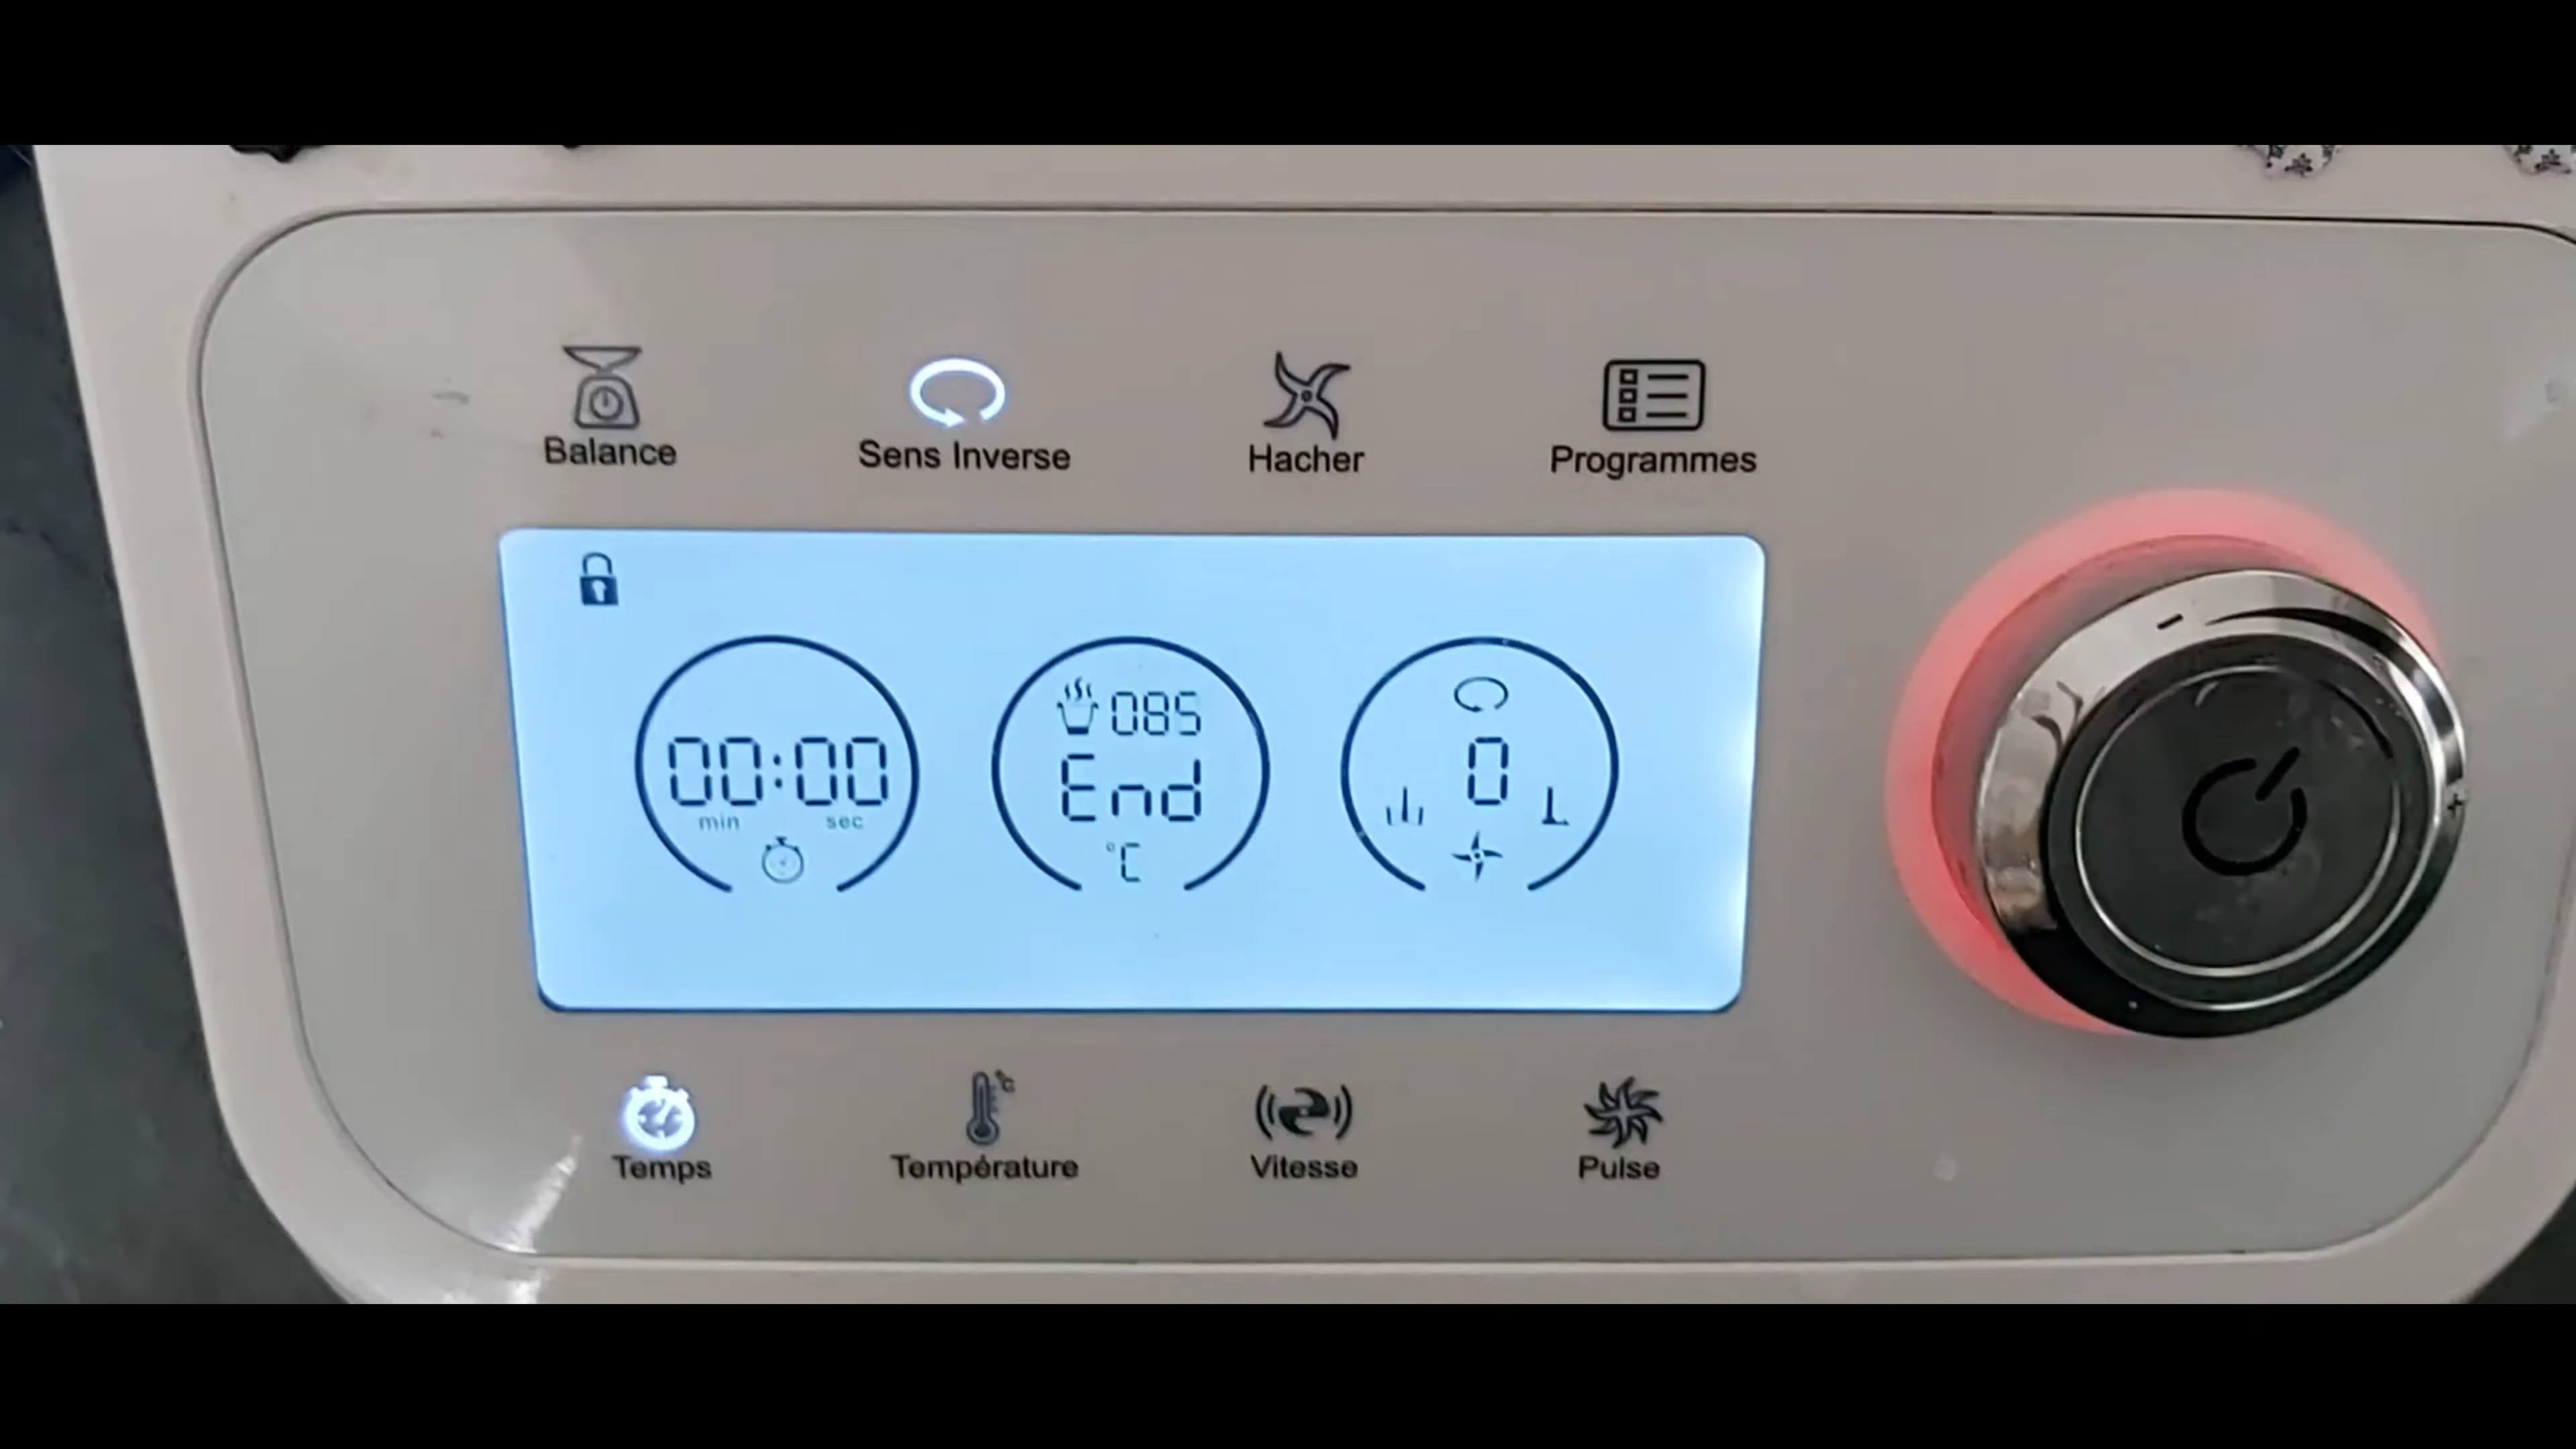 Balance Sens Inverse Hacher Programmes
085
00:00 End 0
min sec
°C
Temps Température Vitesse Pulse